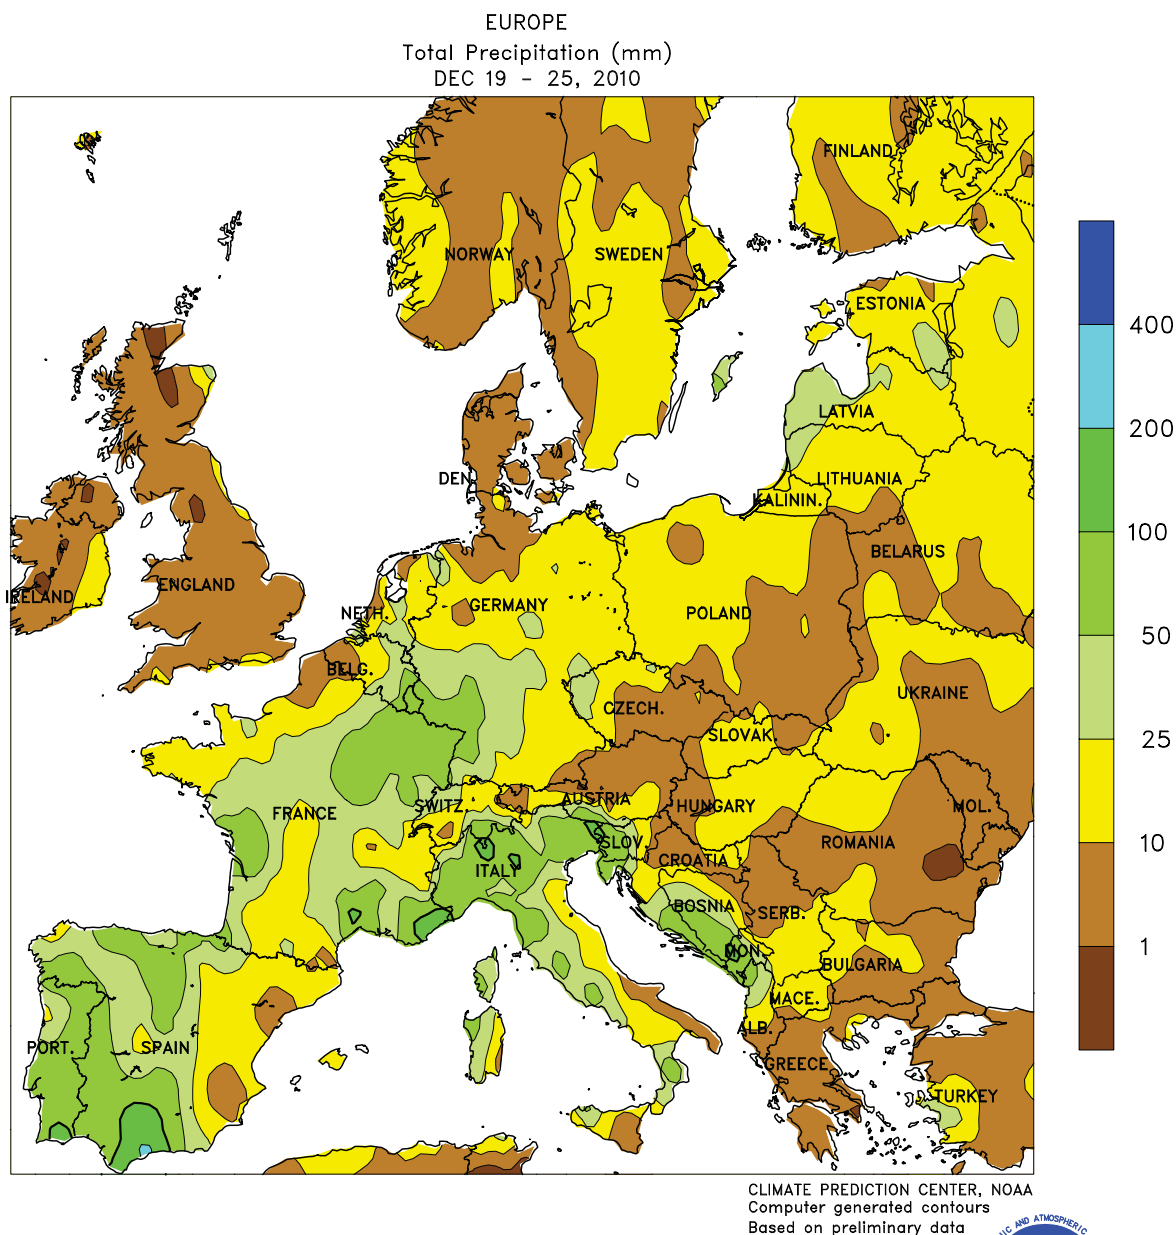 EUROPE
Total Precipitation (mm)
DEC 19 - 25, 2010
FINLAND
NORWAY
SWEDEN
ESTONIA
400
LATVIA
200
DEN.
LITHUANIA
KALININ.
100
BELARUS
IRELAND
ENGLAND
NETH.
GERMANY
POLAND
50
BELG.
UKRAINE
CZECH.
SLOVAK.
25
FRANCE
SWITZ.
AUSTRIA
HUNGARY
MOL.
SLOV.
ROMANIA
10
ITALY
CROATIA
BOSNIA
SERB.
MON.
1
BULGARIA
MACE.
ALB.
PORT.
SPAIN
GREECE
TURKEY
CLIMATE PREDICTION CENTER, NOAA
Computer generated contours
Based on preliminary data
AND ATMOSPHERIC